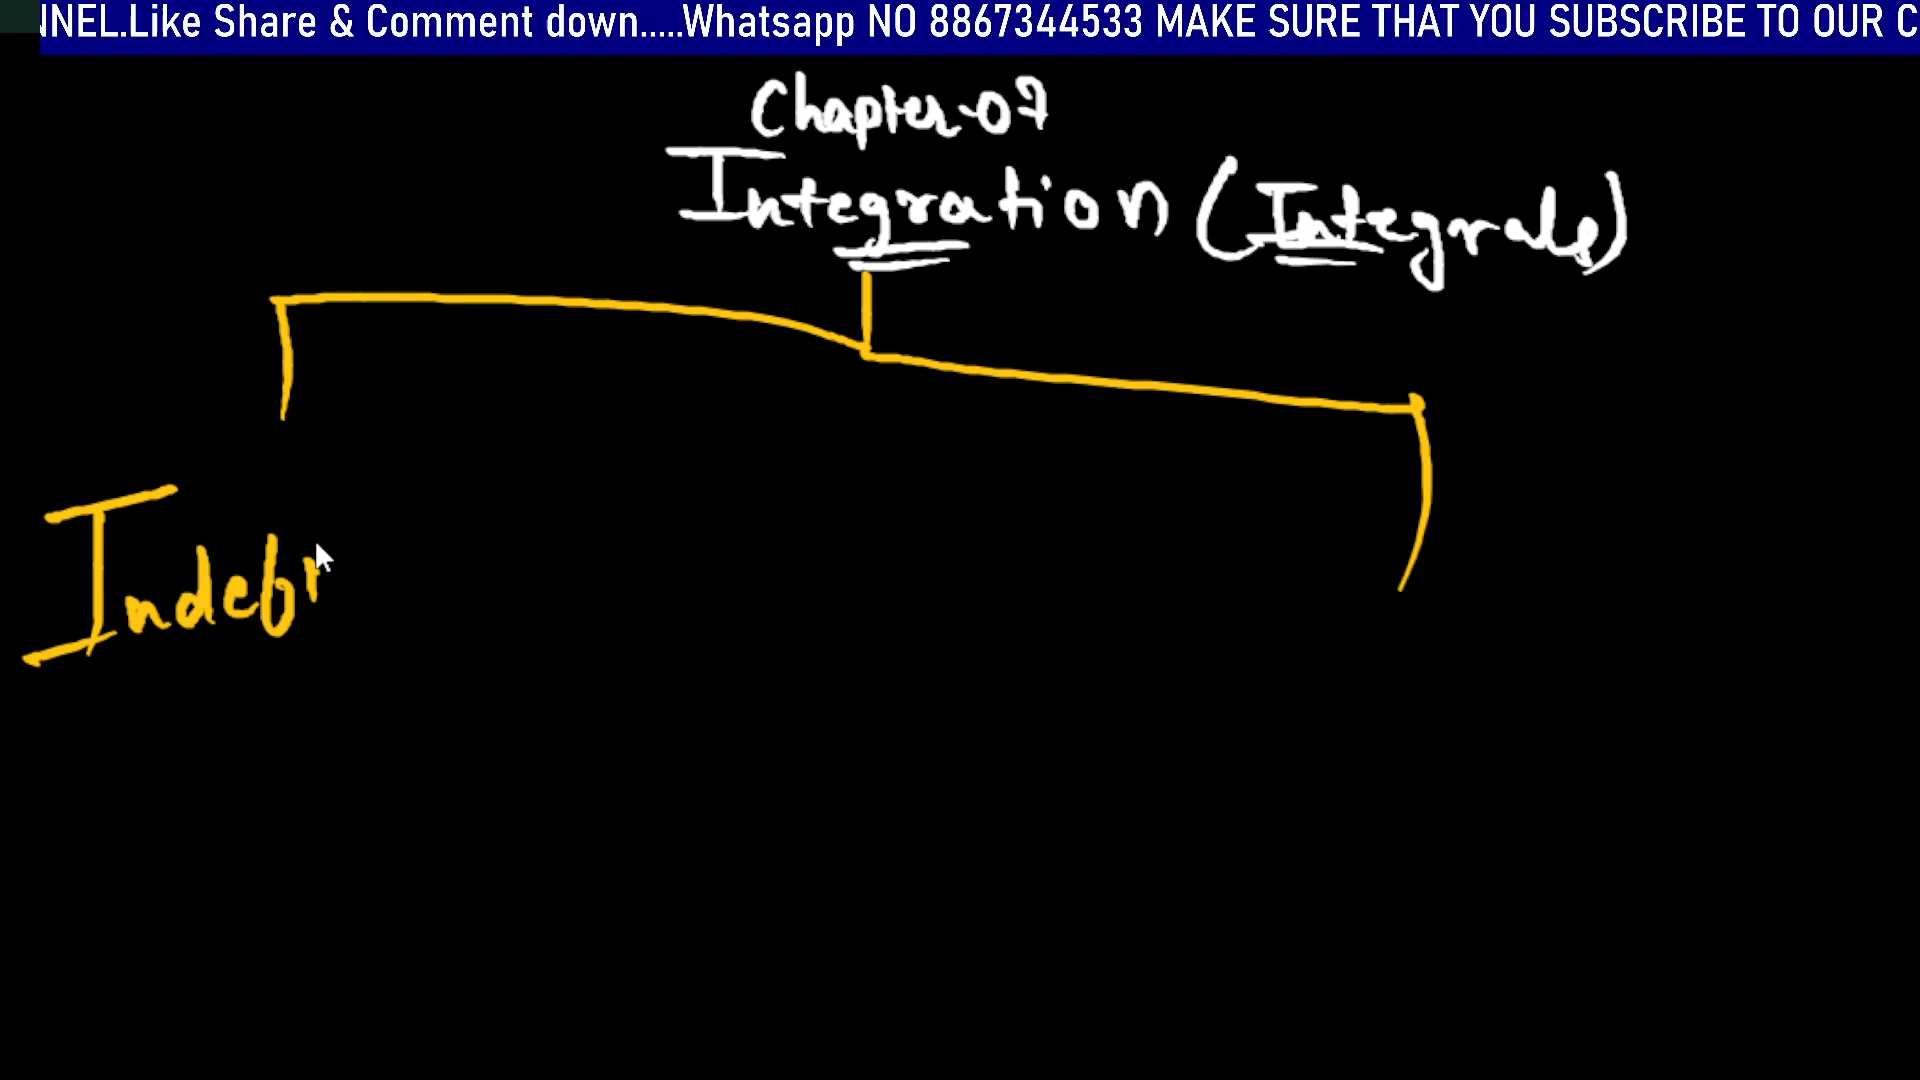 NNEL.Like Share & Comment down.....Whatsapp NO 8867344533 MAKE SURE THAT YOU SUBSCRIBE TO OUR C
Chapter-07
Integration (Integrals)
Indefi